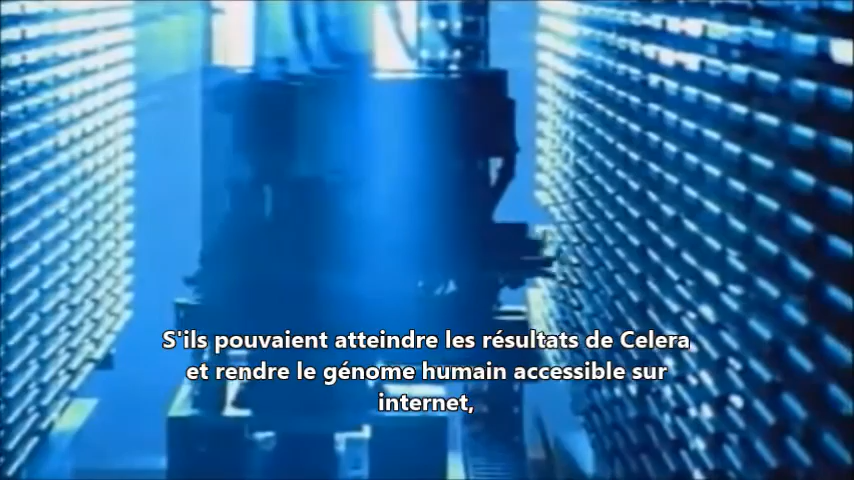 S'ils pouvaient atteindre les résultats de Celera
et rendre le génome humain accessible sur
internet,